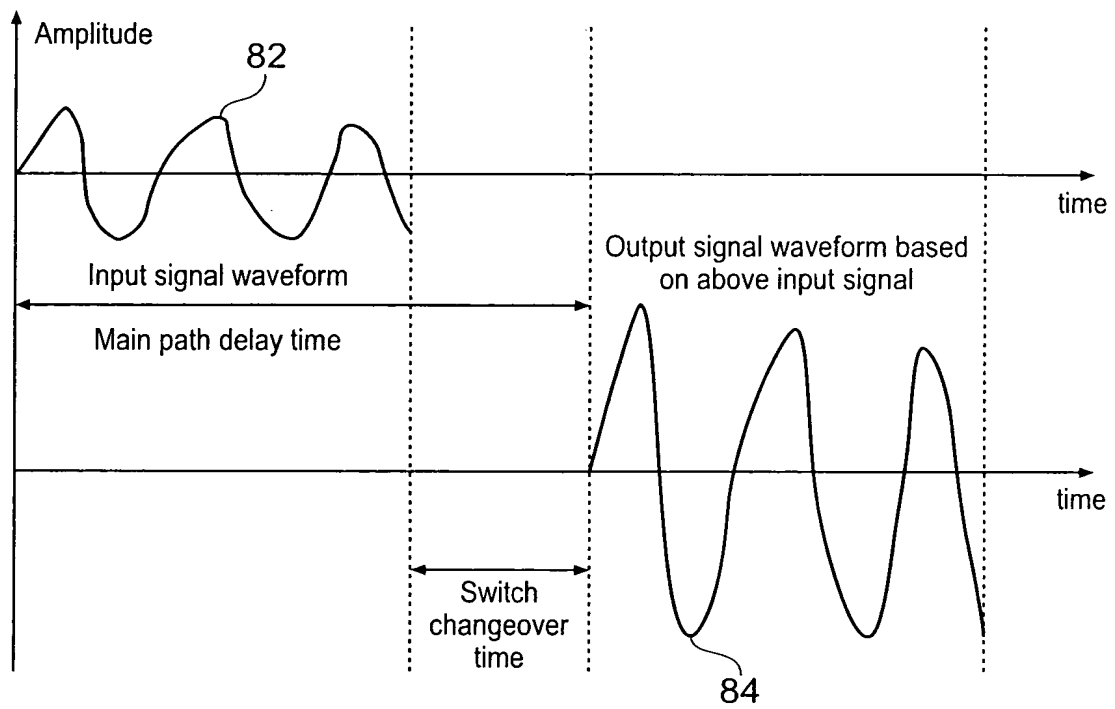 Amplitude
82
time
Input signal waveform
Output signal waveform based
on above input signal
Main path delay time
time
Switch
changeover
time
84